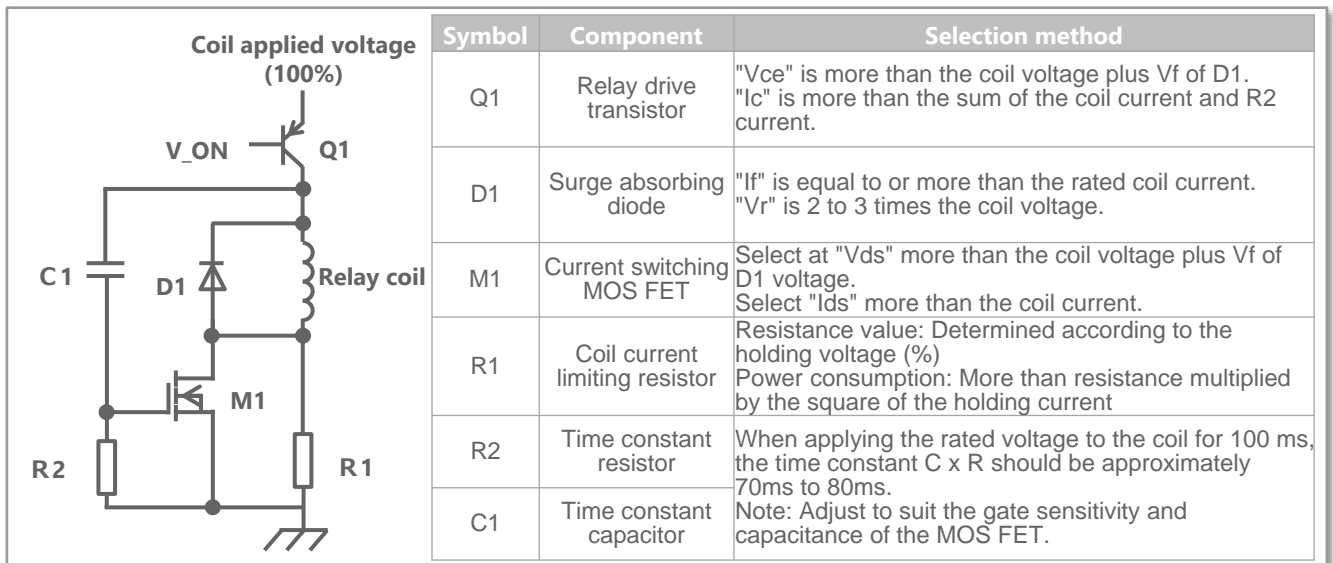 Coil applied voltage
(100%)
V_ON
Q1
C1
D1
Relay coil
M1
R2
R1
Symbol Component Selection method
Q1
Relay drive
transistor
"Vce" is more than the coil voltage plus Vf of D1.
"Ic" is more than the sum of the coil current and R2
current.
D1
Surge absorbing
diode
"If" is equal to or more than the rated coil current.
"Vr" is 2 to 3 times the coil voltage.
M1
Current switching
MOS FET
Select at "Vds" more than the coil voltage plus Vf of
D1 voltage.
Select "Ids" more than the coil current.
R1
Coil current
limiting resistor
Resistance value: Determined according to the
holding voltage (%)
Power consumption: More than resistance multiplied
by the square of the holding current
R2
Time constant
resistor
When applying the rated voltage to the coil for 100 ms,
the time constant C x R should be approximately
70ms to 80ms.
Note: Adjust to suit the gate sensitivity and
capacitance of the MOS FET.
C1
Time constant
capacitor